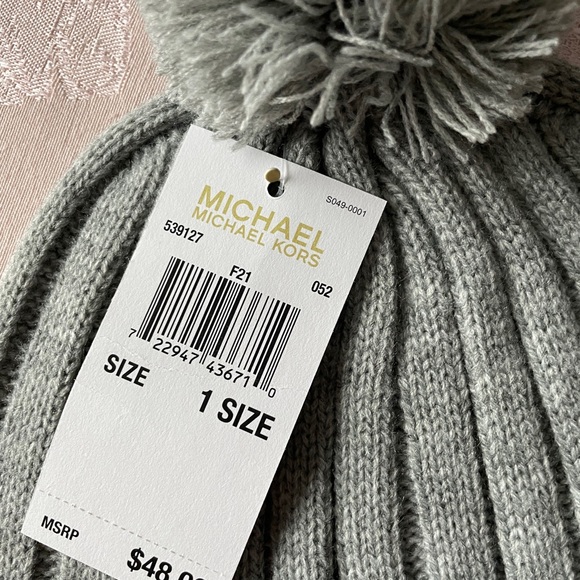 S049-0001
MICHAEL
MICHAEL KORS
539127
F21
052
7 22947 43671 0
SIZE 1 SIZE
MSRP